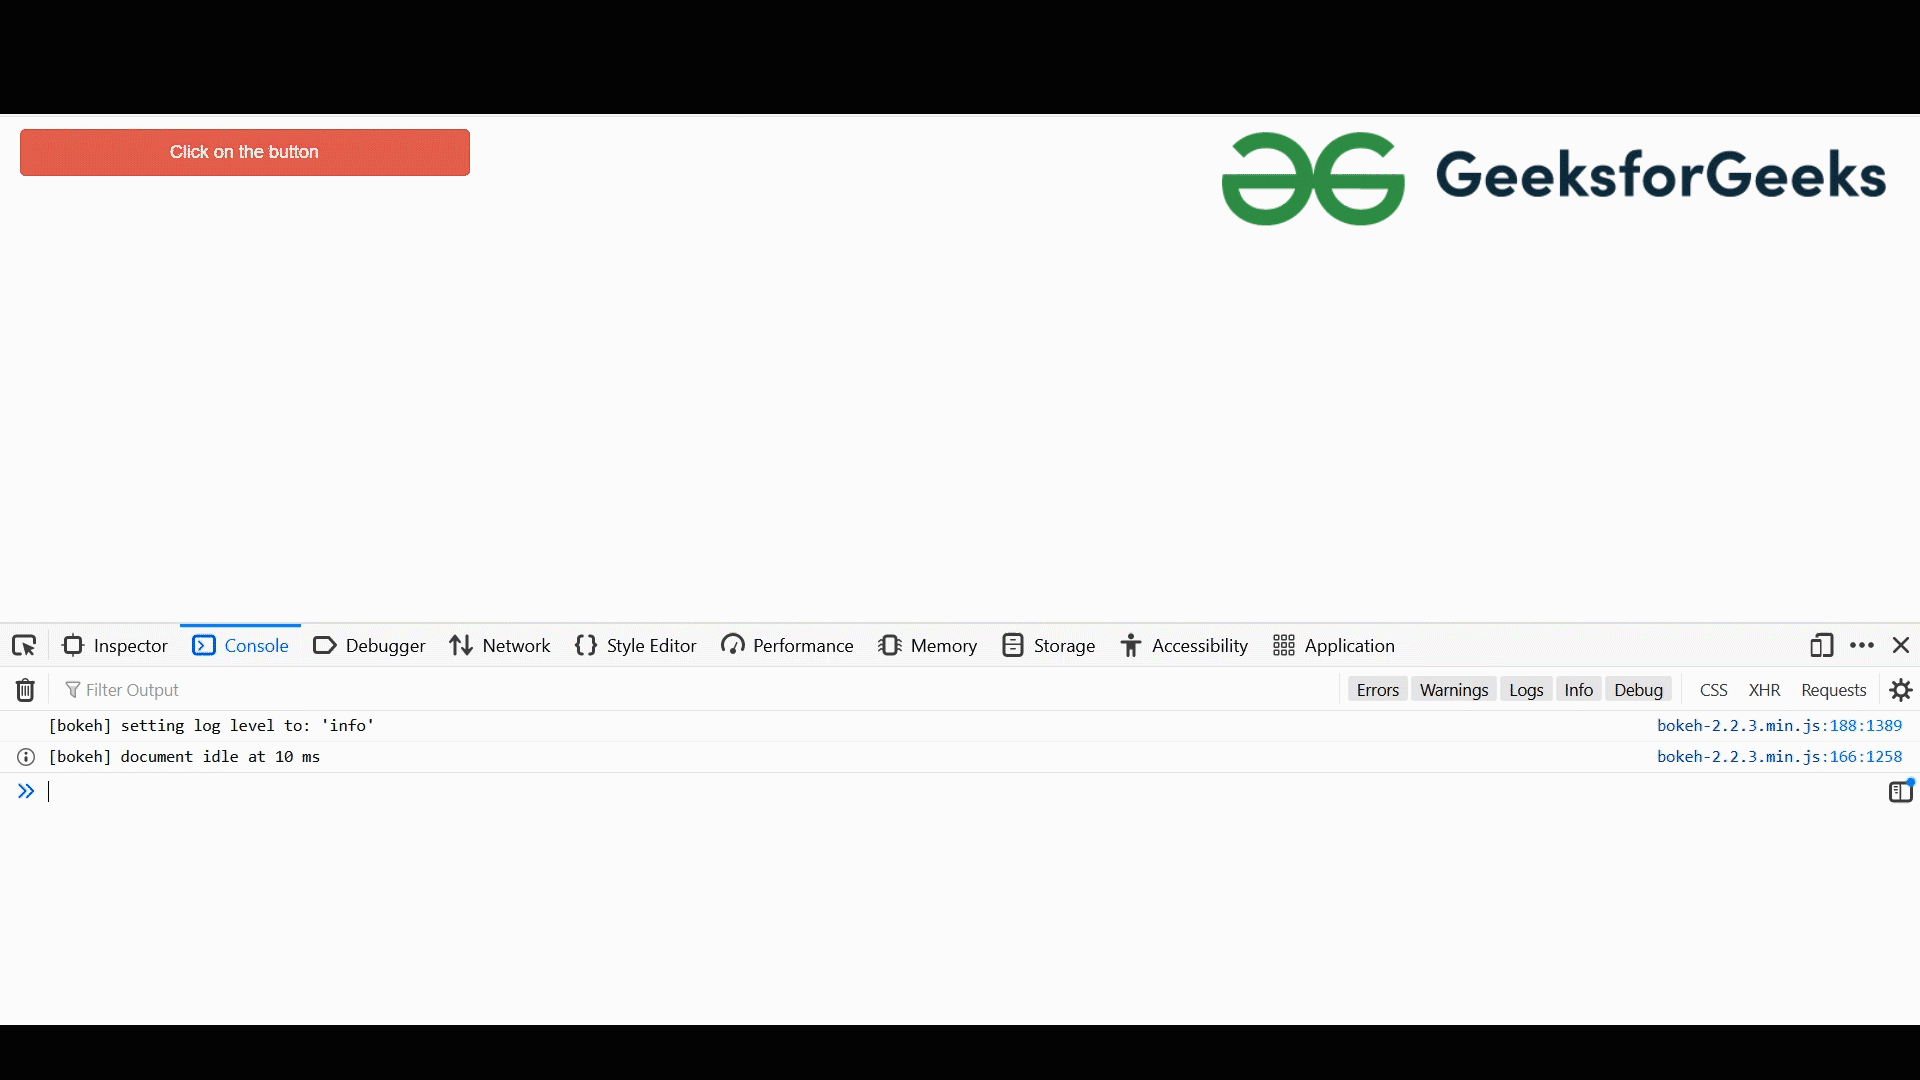 Click on the button
GeeksforGeeks
Inspector Console Debugger Network Style Editor Performance Memory Storage Accessibility Application
Filter Output Errors Warnings Logs Info Debug CSS XHR Requests
[bokeh] setting log level to: 'info' bokeh-2.2.3.min.js:188:1389
[bokeh] document idle at 10 ms bokeh-2.2.3.min.js:166:1258